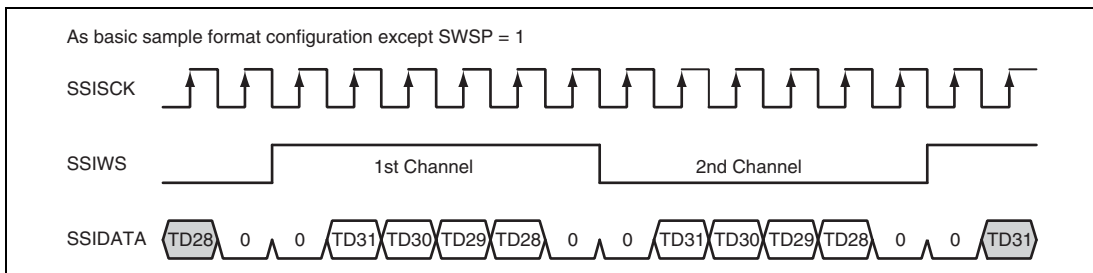 As basic sample format configuration except SWSP = 1
SSISCK
SSIWS 1st Channel 2nd Channel
SSIDATA TD28 0 0 TD31 TD30 TD29 TD28 0 0 TD31 TD30 TD29 TD28 0 0 TD31